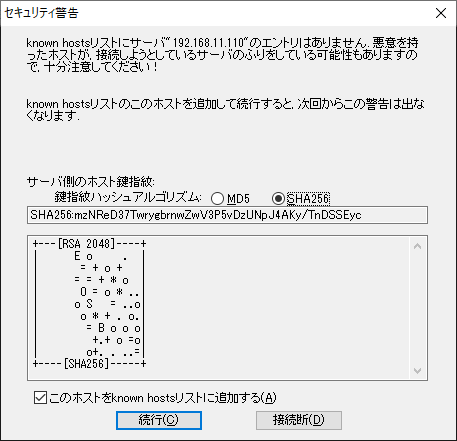 セキュリティ警告
known hostsリストにサーバ"192.168.11.110"のエントリはありません. 悪意を持
ったホストが, 接続しようとしているサーバのふりをしている可能性もありますの
で, 十分注意してください!
known hostsリストのこのホストを追加して続行すると, 次回からこの警告は出な
くなります.
サーバ側のホスト鍵指紋:
鍵指紋ハッシュアルゴリズム: MD5 SHA256
SHA256:mzNReD37TwrygbrnwZwV3P5vDzUNpJ4AKy/TnDSSEyc
+---[RSA 2048]----+
|     E o     .   |
|      = + o +    |
|     = = + * o   |
|      O = o * .. |
|     o S   = ..o |
|      o * + . o. |
|       = B o o o |
|        +.+ o =o |
|       o+. . ..= |
+----[SHA256]-----+
このホストをknown hostsリストに追加する(A)
続行(C) 接続断(D)